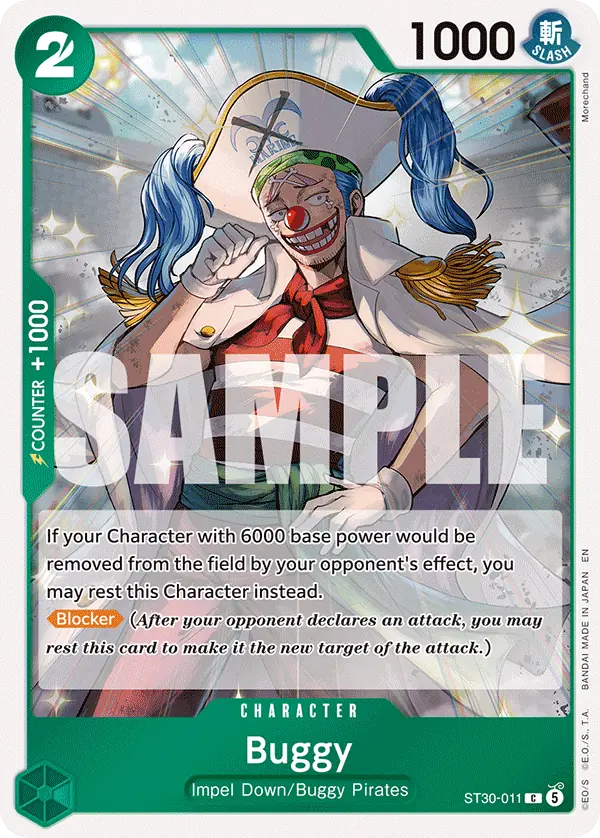 2
1000
斬
SLASH
Morechand
MARINE
COUNTER +1000
SAMPLE
If your Character with 6000 base power would be
removed from the field by your opponent's effect, you
may rest this Character instead.
Blocker (After your opponent declares an attack, you may
rest this card to make it the new target of the attack.)
CHARACTER
Buggy
Impel Down/Buggy Pirates
ST30-011 C 5
©E.O/S ©E.O./S., T.A. BANDAI MADE IN JAPAN EN